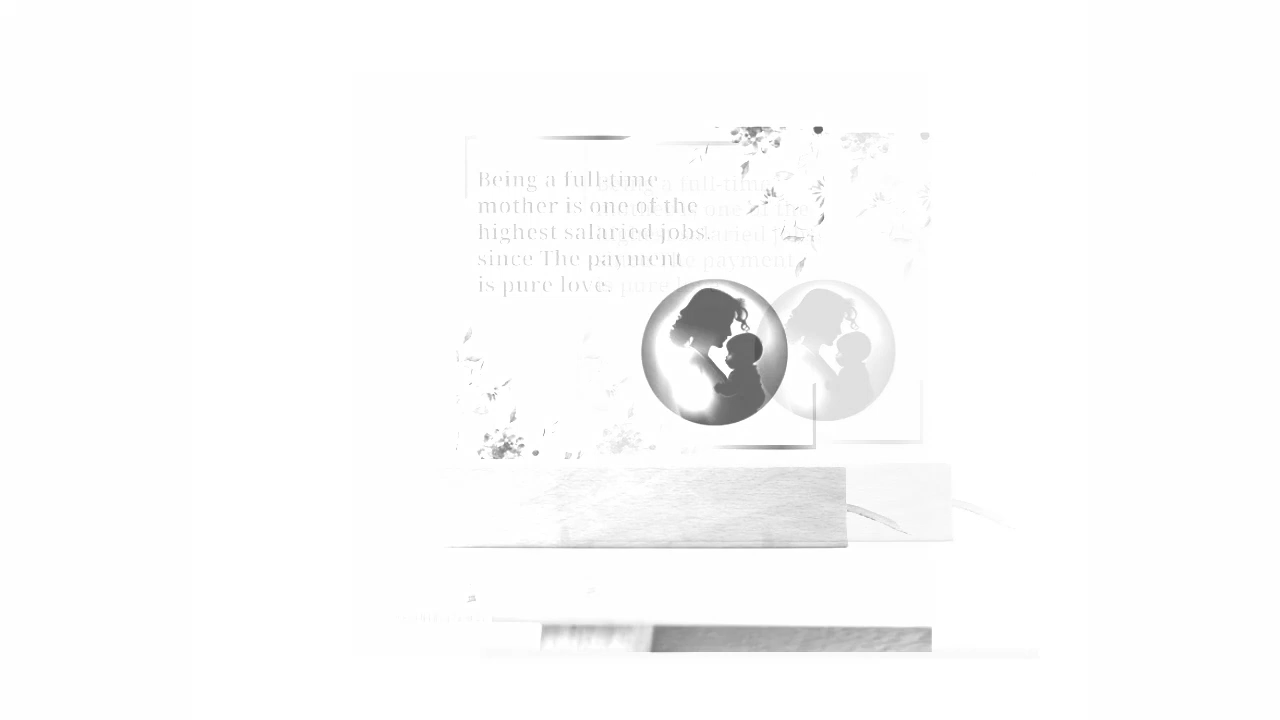 Being a full-time
mother is one of the
highest salaried jobs.
since The payment
is pure love.